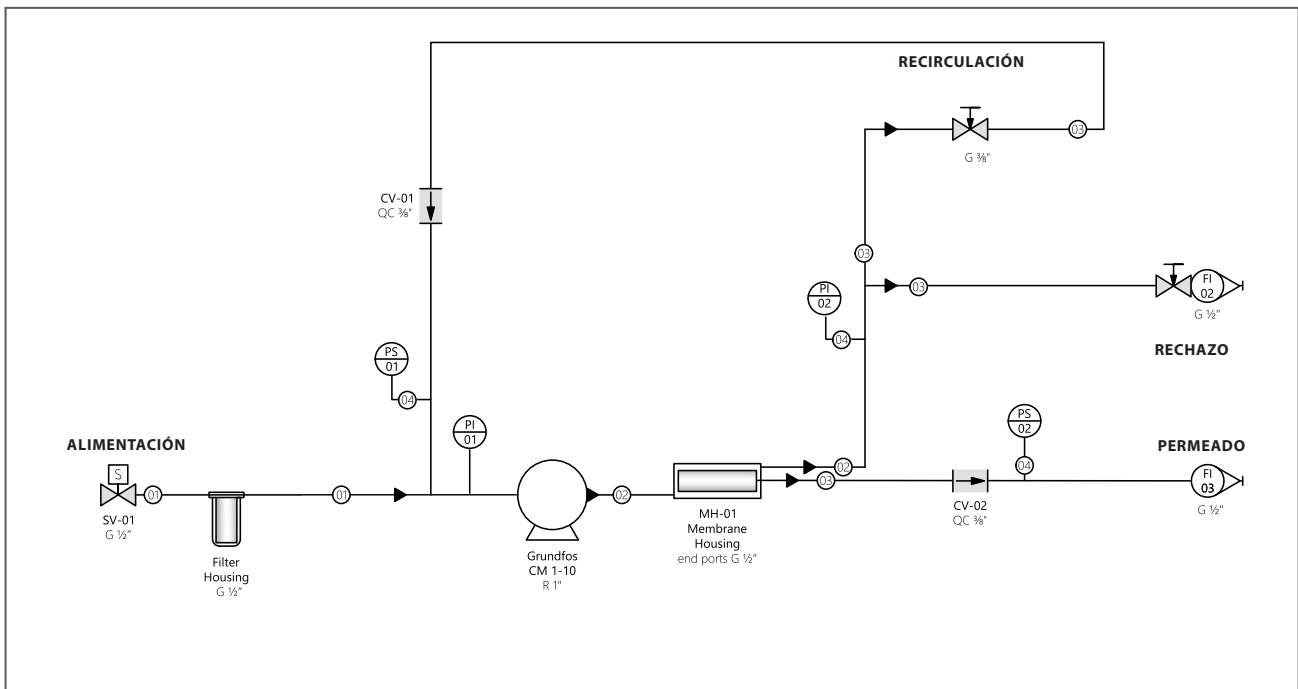 RECIRCULACIÓN
03
G ⅜"
CV-01
QC ⅜"
03
PI
02
03
FI
02
G ½"
04
RECHAZO
PS
01
04
PI
01
PS
02
04
ALIMENTACIÓN
S
01
SV-01
G ½"
01
Filter
Housing
G ½"
02
Grundfos
CM 1-10
R 1"
MH-01
Membrane
Housing
end ports G ½"
02
03
CV-02
QC ⅜"
PERMEADO
FI
03
G ½"